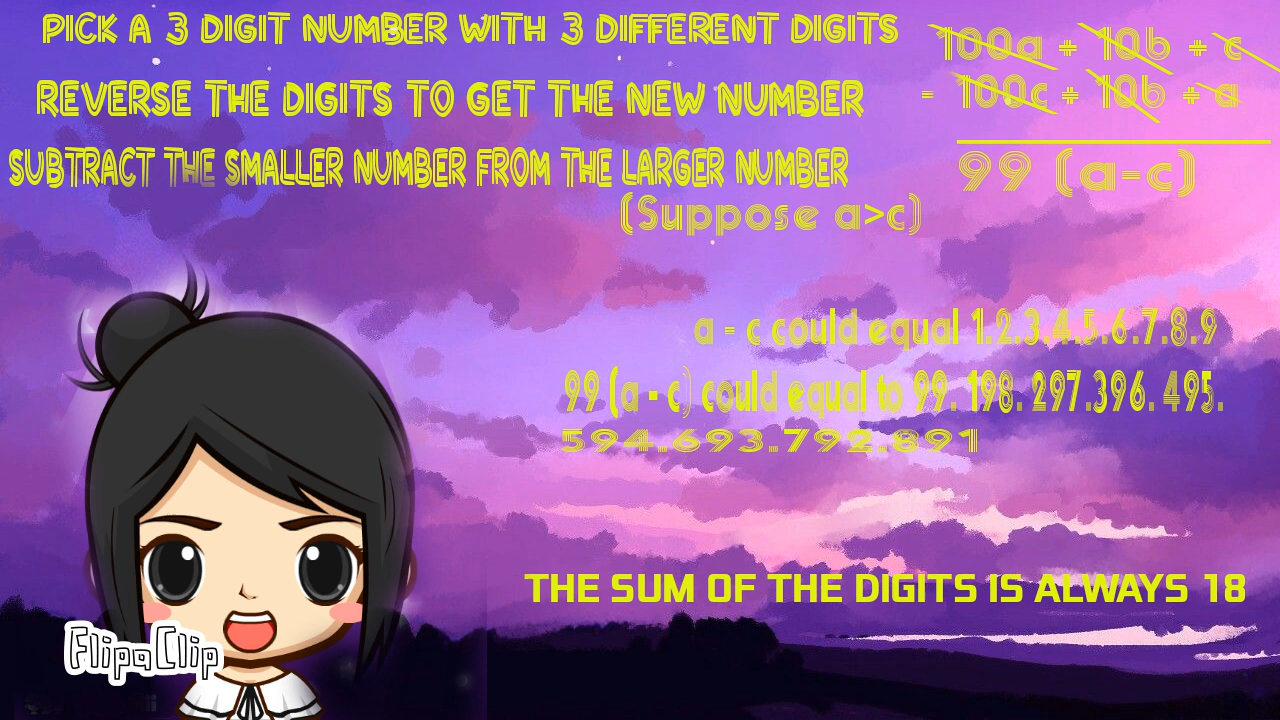 PICK A 3 DIGIT NUMBER WITH 3 DIFFERENT DIGITS
REVERSE THE DIGITS TO GET THE NEW NUMBER
SUBTRACT THE SMALLER NUMBER FROM THE LARGER NUMBER
(Suppose a>c)
100a + 10b + c
= 100c + 10b + a
99 (a-c)
a - c could equal 1.2.3.4.5.6.7.8.9
99 (a - c) could equal to 99. 198. 297.396. 495.
594.693.792.891
THE SUM OF THE DIGITS IS ALWAYS 18
FlipaClip